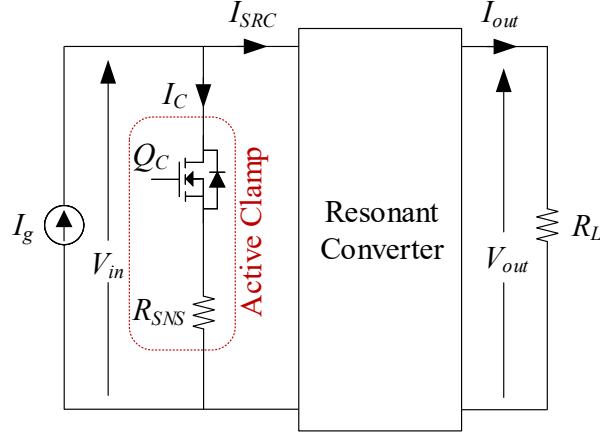 I_SRC
I_out
I_C
Q_C
Active Clamp
I_g
V_in
R_SNS
Resonant
Converter
V_out
R_L